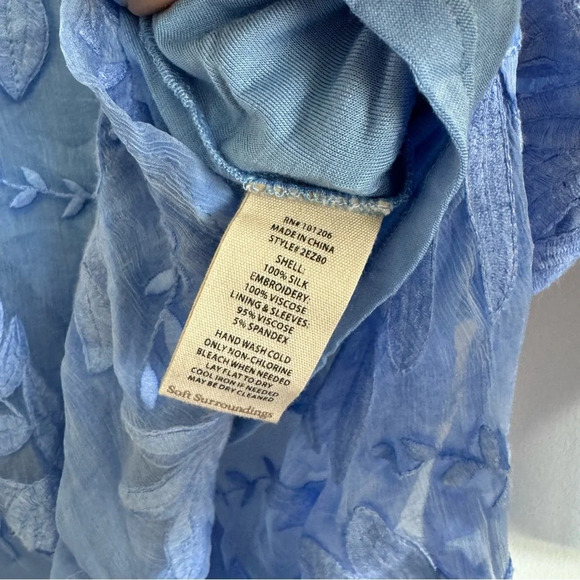 RN# 101206
MADE IN CHINA
STYLE# 2EZ80
SHELL:
100% SILK
EMBROIDERY:
100% VISCOSE
LINING & SLEEVES:
95% VISCOSE
5% SPANDEX
HAND WASH COLD
ONLY NON-CHLORINE
BLEACH WHEN NEEDED
LAY FLAT TO DRY
COOL IRON IF NEEDED
MAY BE DRY CLEANED
Soft Surroundings